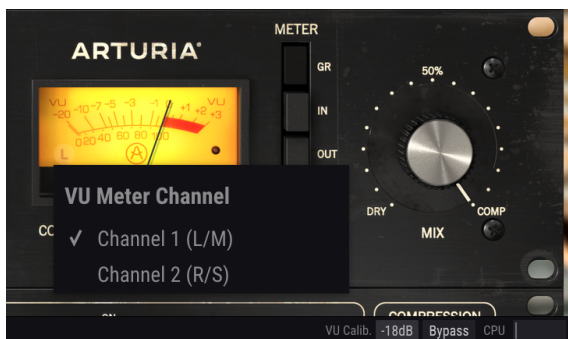 METER
ARTURIA
GR
50%
VU VU
-20 -10 -7 -5 -3 -1 0 +1 +2 +3
IN
0 20 40 60 80 100
L
A
OUT
VU Meter Channel
DRY COMP
CO
MIX
✓ Channel 1 (L/M)
Channel 2 (R/S)
COMPRESSION
VU Calib. -18dB Bypass CPU